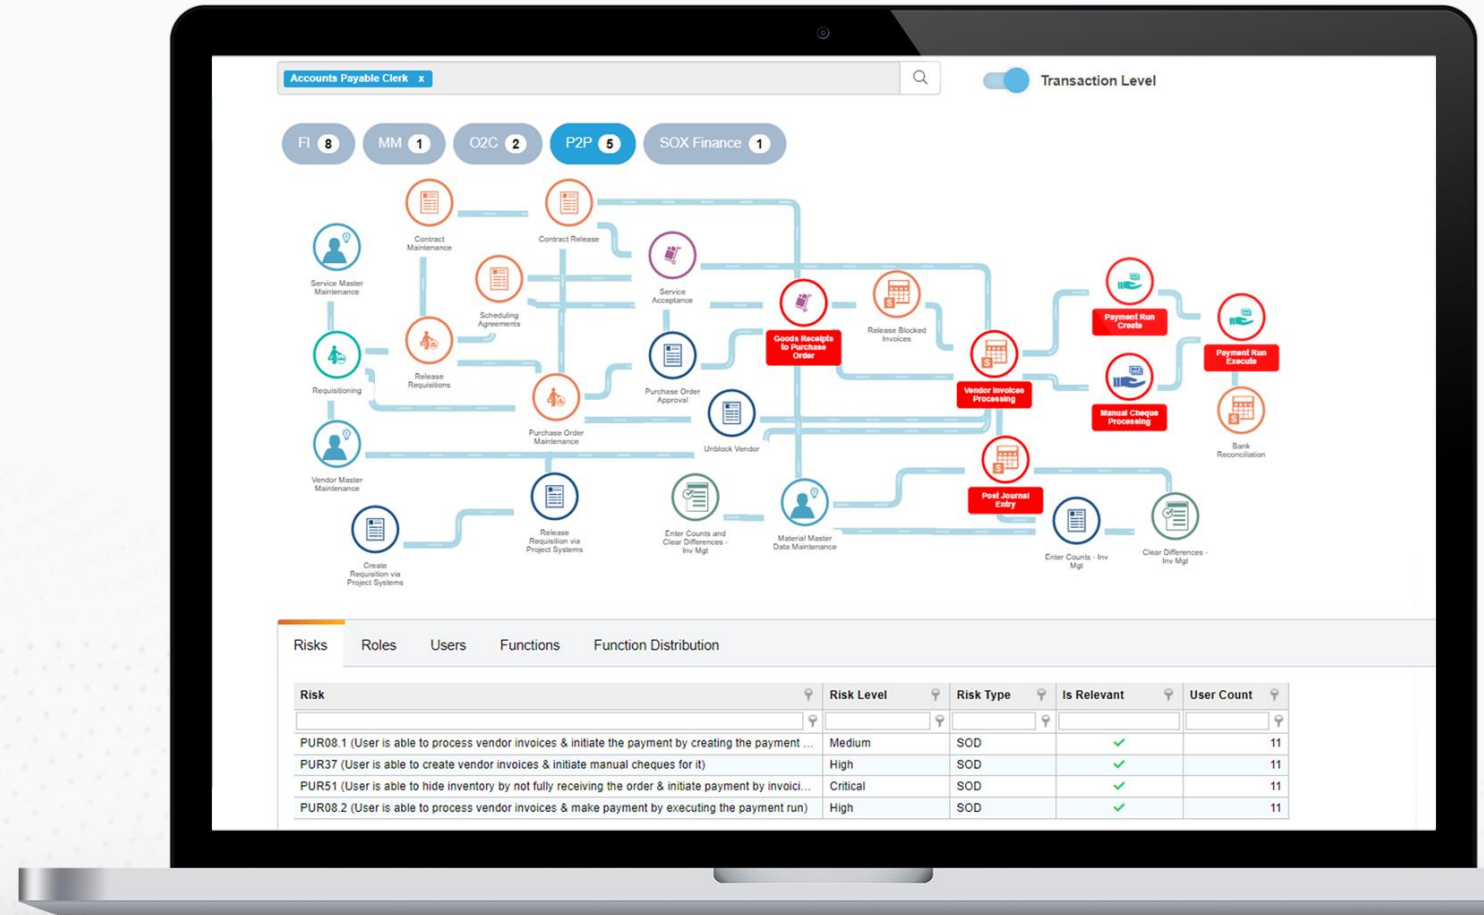 Accounts Payable Clerk x
Transaction Level
FI 8
MM 1
O2C 2
P2P 5
SOX Finance 1
Contract
Maintenance
Contract Release
Service Master
Maintenance
Service
Acceptance
Scheduling
Agreements
Goods Receipts
to Purchase
Order
Release Blocked
Invoices
Payment Run
Create
Payment Run
Execute
Requisitioning
Release
Requisitions
Purchase Order
Approval
Vendor Invoices
Processing
Manual Cheque
Processing
Purchase Order
Maintenance
Unblock Vendor
Bank
Reconciliation
Vendor Master
Maintenance
Post Journal
Entry
Create
Requisition via
Project Systems
Release
Requisition via
Project Systems
Enter Counts and
Clear Differences -
Inv Mgt
Material Master
Data Maintenance
Enter Counts - Inv
Mgt
Clear Differences -
Inv Mgt
Risks Roles Users Functions Function Distribution
Risk Risk Level Risk Type Is Relevant User Count
PUR08.1 (User is able to process vendor invoices & initiate the payment by creating the payment ... Medium SOD 11
PUR37 (User is able to create vendor invoices & initiate manual cheques for it) High SOD 11
PUR51 (User is able to hide inventory by not fully receiving the order & initiate payment by invoici... Critical SOD 11
PUR08.2 (User is able to process vendor invoices & make payment by executing the payment run) High SOD 11